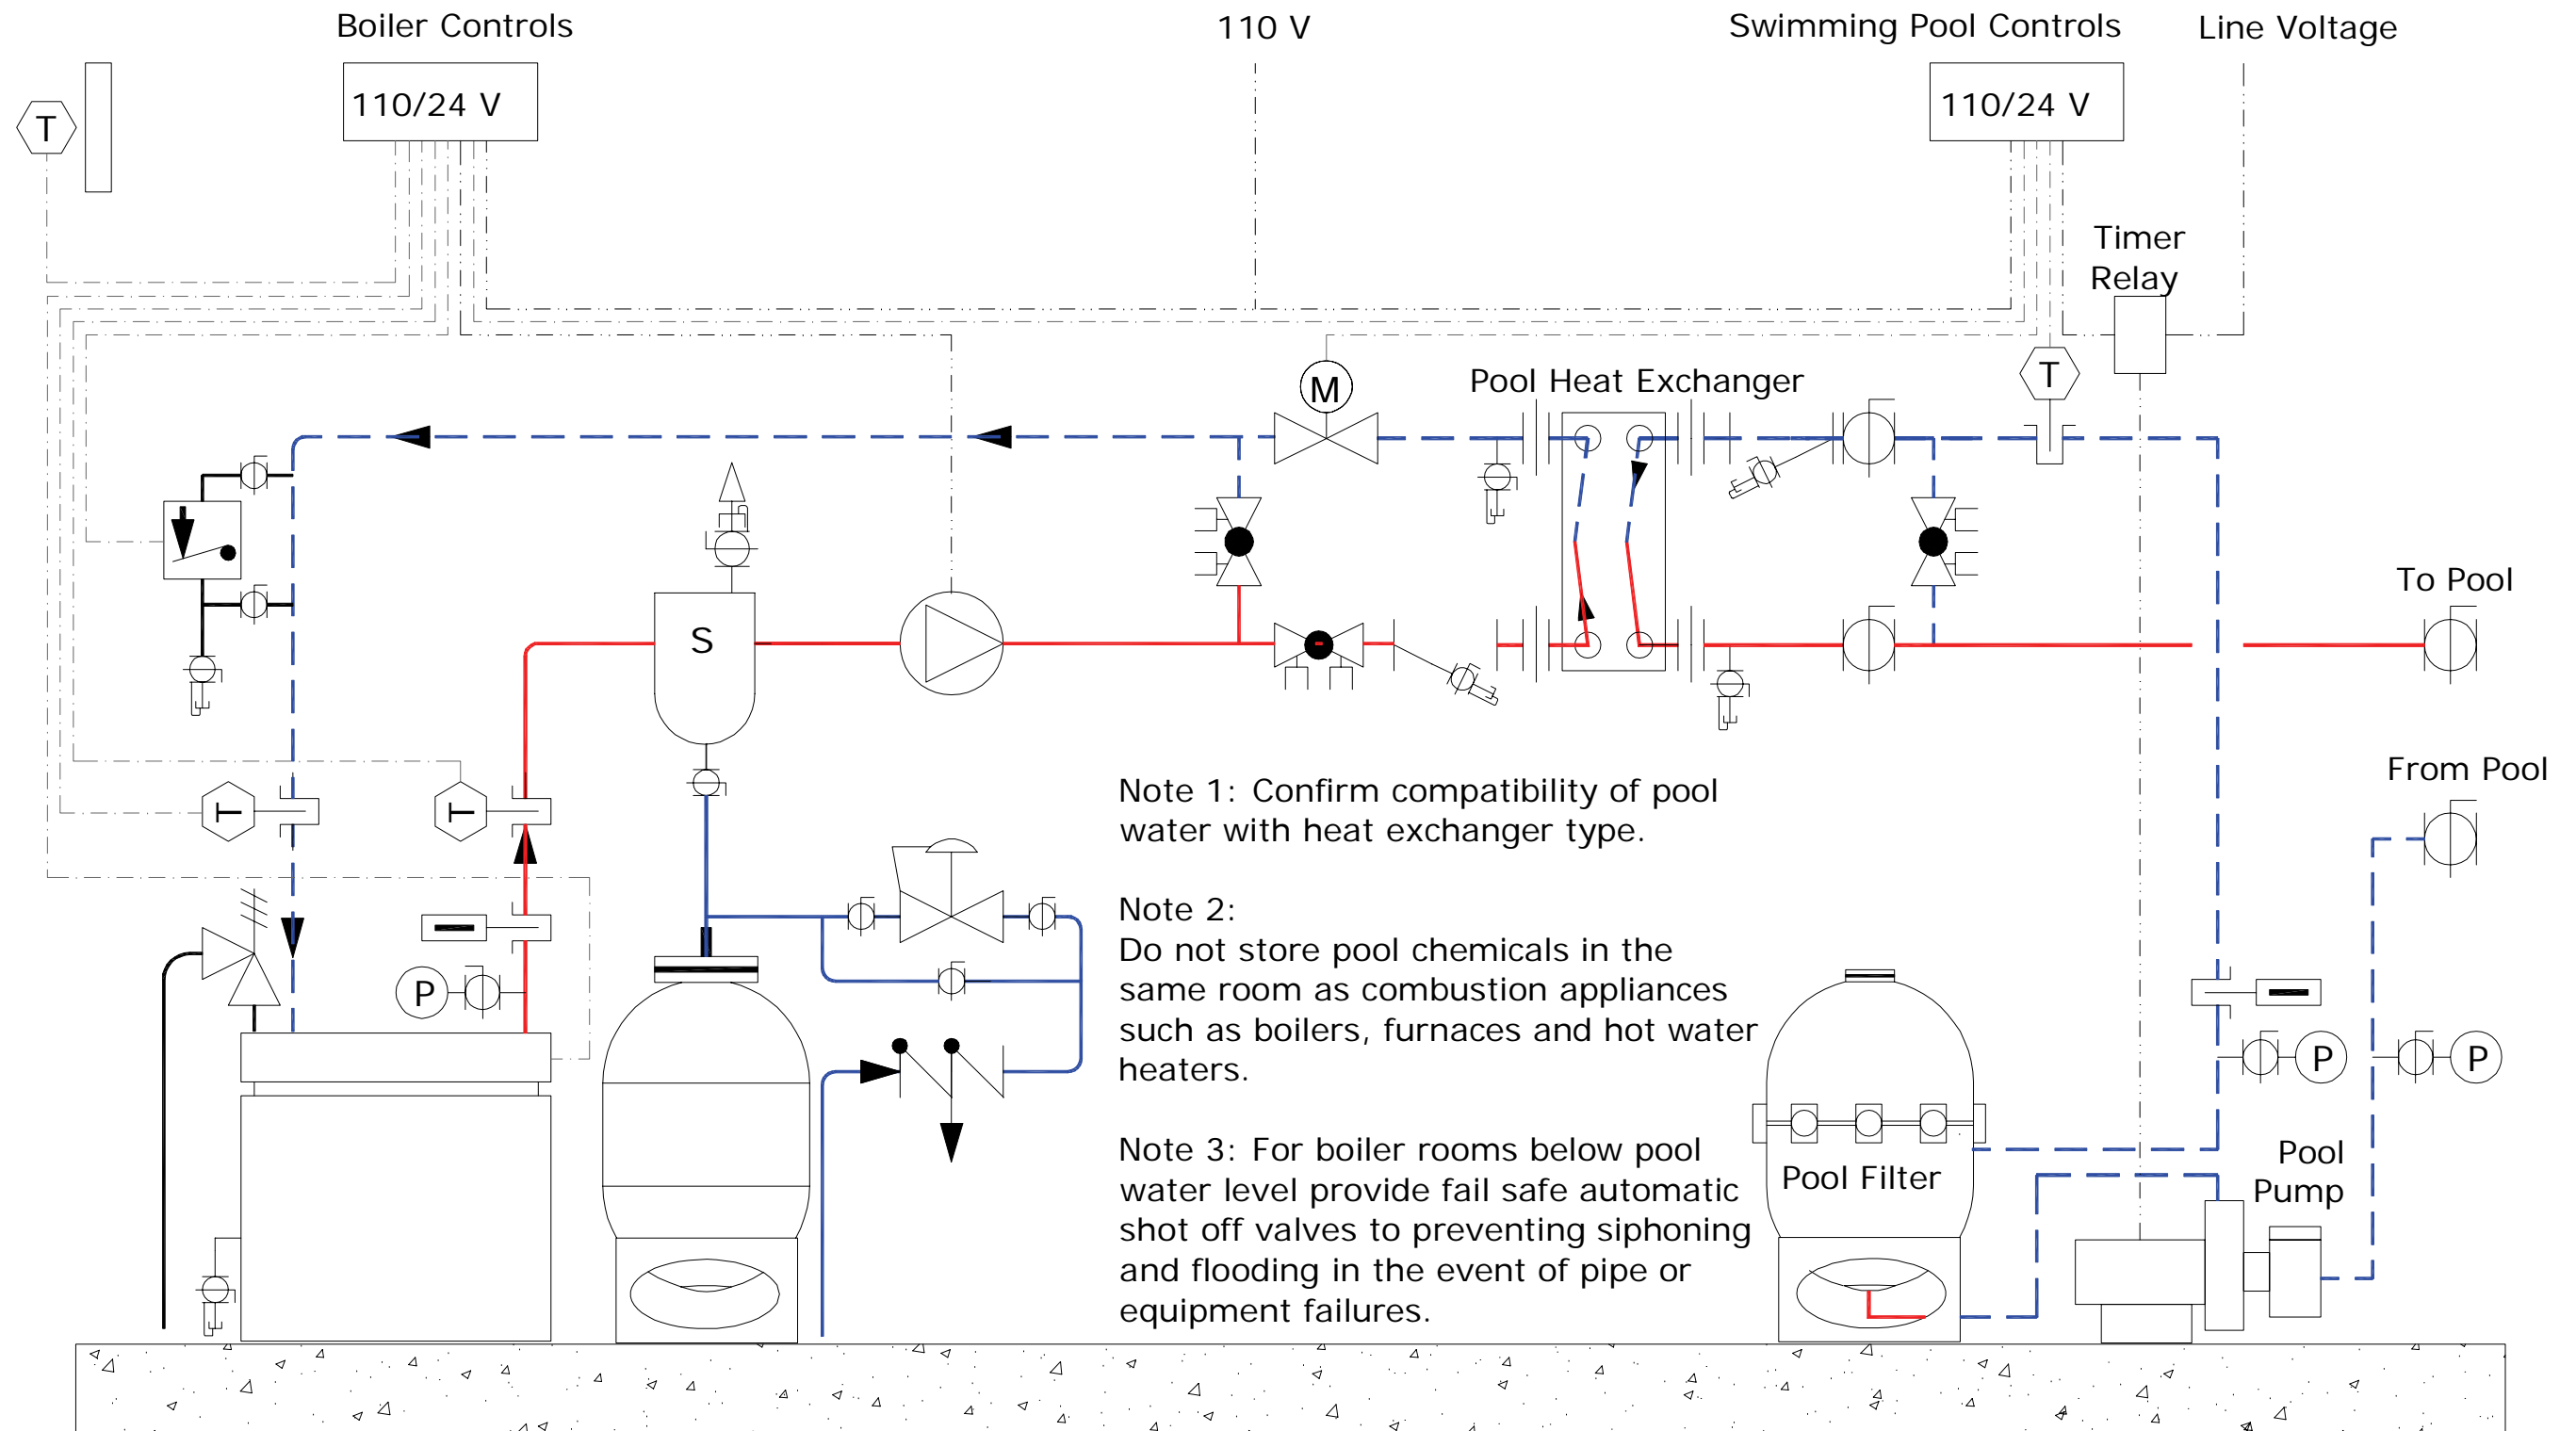 Boiler Controls
110 V
Swimming Pool Controls
Line Voltage
110/24 V
110/24 V
T
Timer
Relay
M
Pool Heat Exchanger
T
S
To Pool
From Pool
T
T
P
Note 1: Confirm compatibility of pool
water with heat exchanger type.
Note 2:
Do not store pool chemicals in the
same room as combustion appliances
such as boilers, furnaces and hot water
heaters.
Note 3: For boiler rooms below pool
water level provide fail safe automatic
shot off valves to preventing siphoning
and flooding in the event of pipe or
equipment failures.
P
P
Pool Filter
Pool
Pump